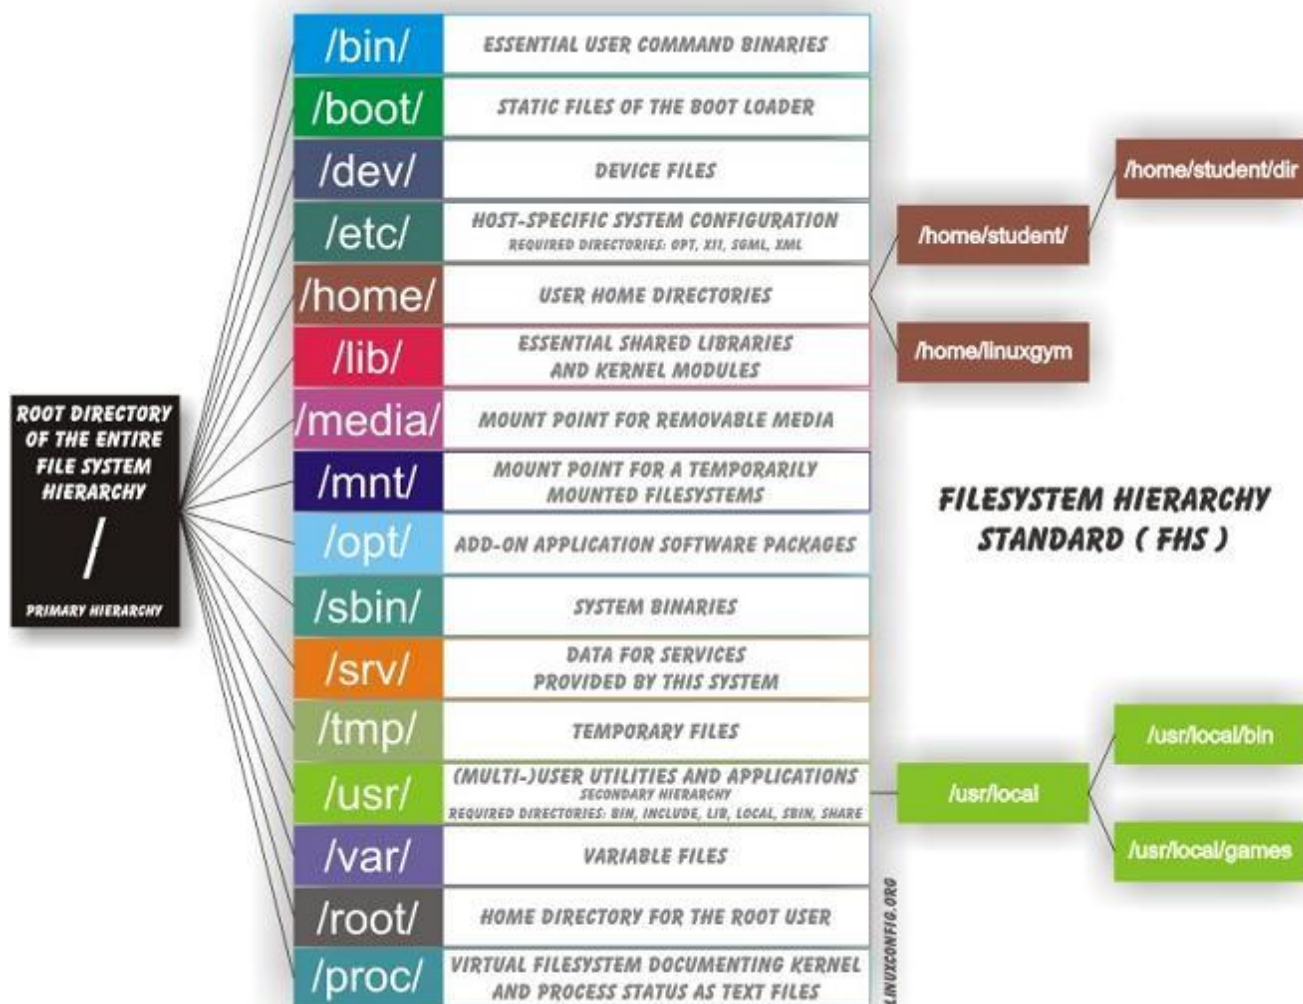 ROOT DIRECTORY
OF THE ENTIRE
FILE SYSTEM
HIERARCHY
/
PRIMARY HIERARCHY
/bin/
ESSENTIAL USER COMMAND BINARIES
/boot/
STATIC FILES OF THE BOOT LOADER
/dev/
DEVICE FILES
/etc/
HOST-SPECIFIC SYSTEM CONFIGURATION
REQUIRED DIRECTORIES: OPT, XII, SGML, XML
/home/
USER HOME DIRECTORIES
/lib/
ESSENTIAL SHARED LIBRARIES
AND KERNEL MODULES
/media/
MOUNT POINT FOR REMOVABLE MEDIA
/mnt/
MOUNT POINT FOR A TEMPORARILY
MOUNTED FILESYSTEMS
/opt/
ADD-ON APPLICATION SOFTWARE PACKAGES
/sbin/
SYSTEM BINARIES
/srv/
DATA FOR SERVICES
PROVIDED BY THIS SYSTEM
/tmp/
TEMPORARY FILES
/usr/
(MULTI-)USER UTILITIES AND APPLICATIONS
SECONDARY HIERARCHY
REQUIRED DIRECTORIES: BIN, INCLUDE, LIB, LOCAL, SBIN, SHARE
/var/
VARIABLE FILES
/root/
HOME DIRECTORY FOR THE ROOT USER
/proc/
VIRTUAL FILESYSTEM DOCUMENTING KERNEL
AND PROCESS STATUS AS TEXT FILES
/home/student/
/home/student/dir
/home/linuxgym
FILESYSTEM HIERARCHY
STANDARD ( FHS )
/usr/local
/usr/local/bin
/usr/local/games
LINUXCONFIG.ORG